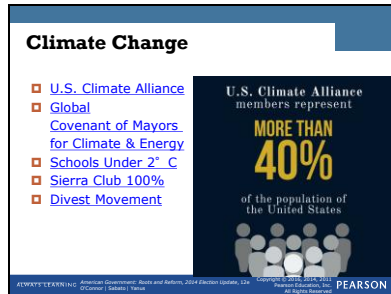 Climate Change
U.S. Climate Alliance
Global
Covenant of Mayors
for Climate & Energy
Schools Under 2° C
Sierra Club 100%
Divest Movement
U.S. Climate Alliance
members represent
MORE THAN
40%
of the population of
the United States
ALWAYS LEARNING
American Government: Roots and Reform, 2014 Election Update, 12e
O'Connor | Sabato | Yanus
Copyright © 2016, 2014, 2011
Pearson Education, Inc.
All Rights Reserved
PEARSON